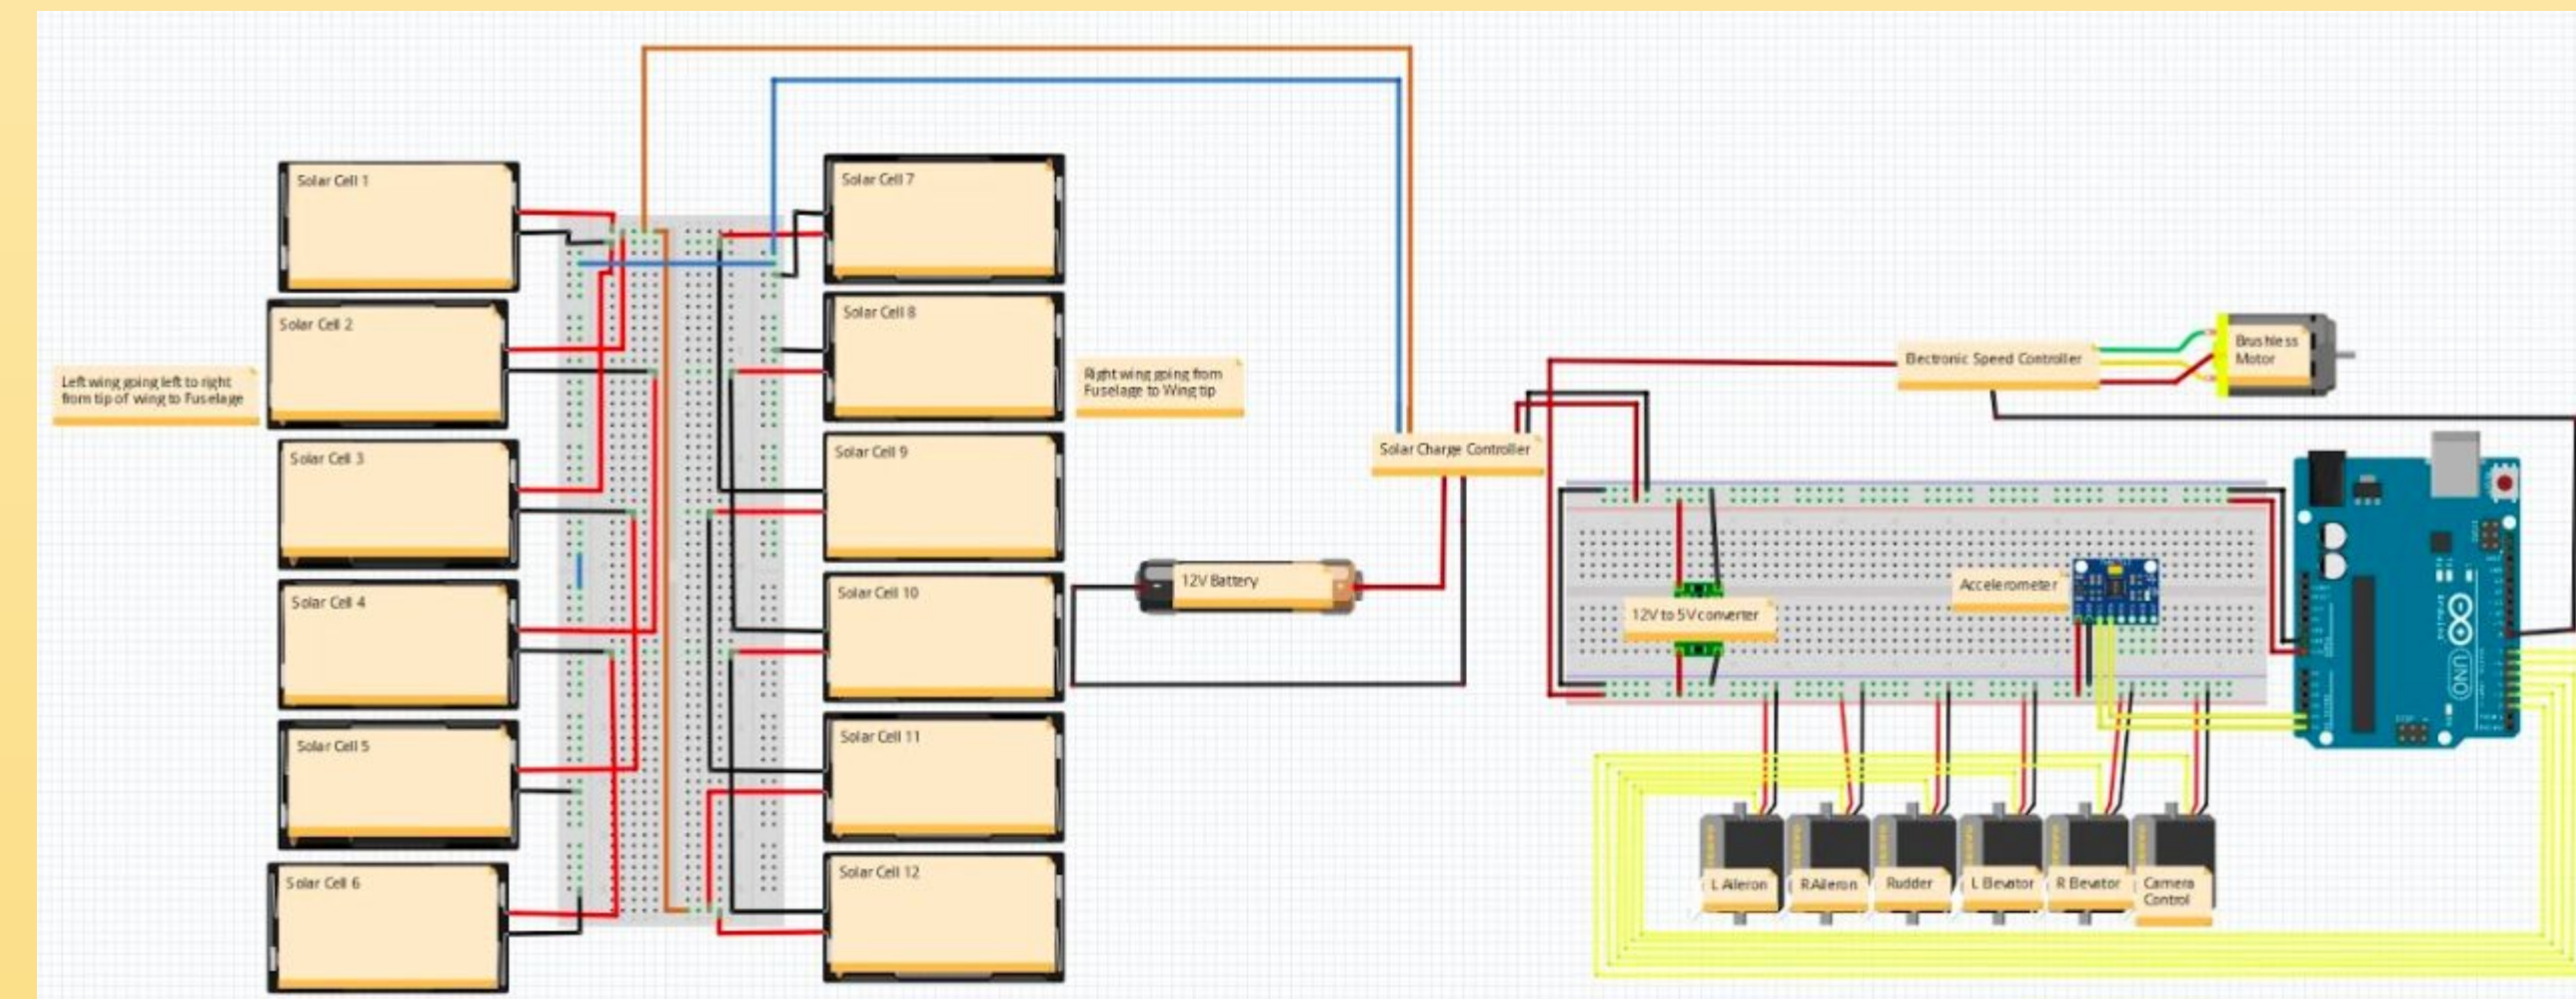 Solar Cell 1
Solar Cell 2
Left wing going left to right
from tip of wing to Fuselage
Solar Cell 3
Solar Cell 4
Solar Cell 5
Solar Cell 6
Solar Cell 7
Solar Cell 8
Right wing going from
Fuselage to Wing tip
Solar Cell 9
Solar Cell 10
Solar Cell 11
Solar Cell 12
Solar Charge Controller
12V Battery
Electronic Speed Controller
Brushless
Motor
12V to 5V converter
Accelerometer
UNO
L Aileron
R Aileron
Rudder
L Elevator
R Elevator
Camera
Control